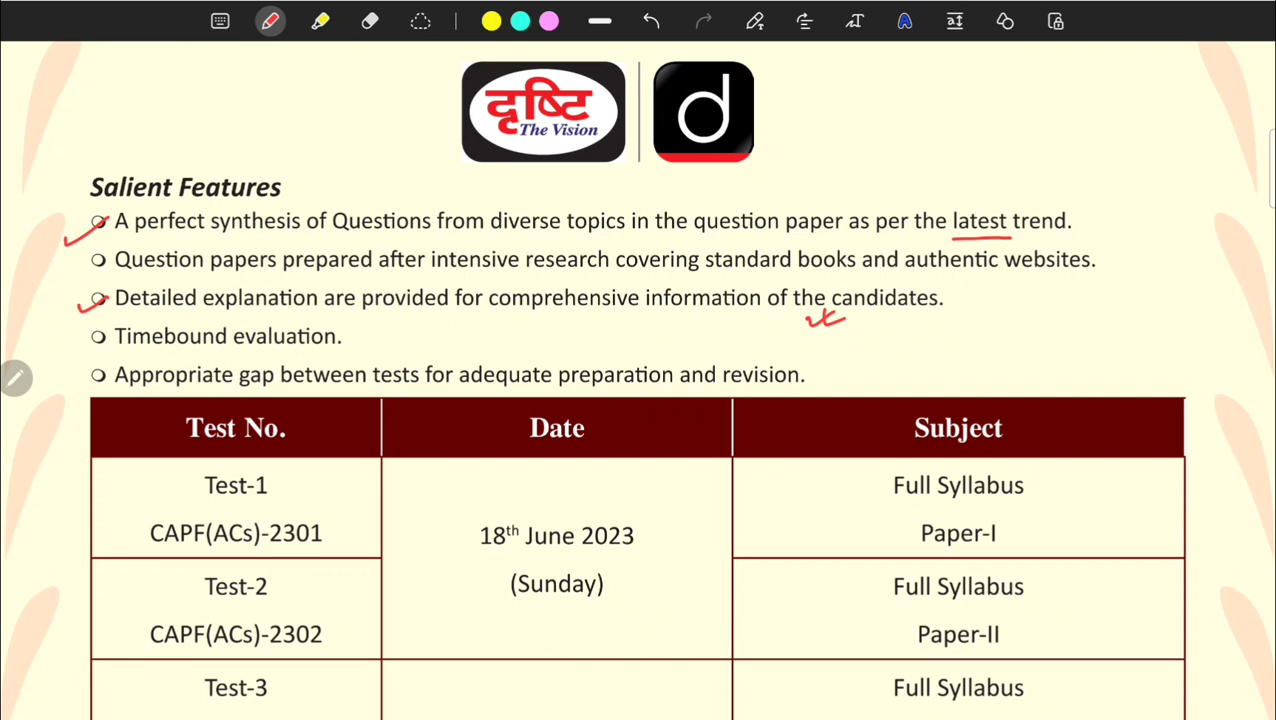 दृष्टि
The Vision
d
Salient Features
A perfect synthesis of Questions from diverse topics in the question paper as per the latest trend.
Question papers prepared after intensive research covering standard books and authentic websites.
Detailed explanation are provided for comprehensive information of the candidates.
Timebound evaluation.
Appropriate gap between tests for adequate preparation and revision.
Test No. Date Subject
Test-1 Full Syllabus
CAPF(ACs)-2301 18th June 2023 Paper-I
(Sunday)
Test-2 Full Syllabus
CAPF(ACs)-2302 Paper-II
Test-3 Full Syllabus